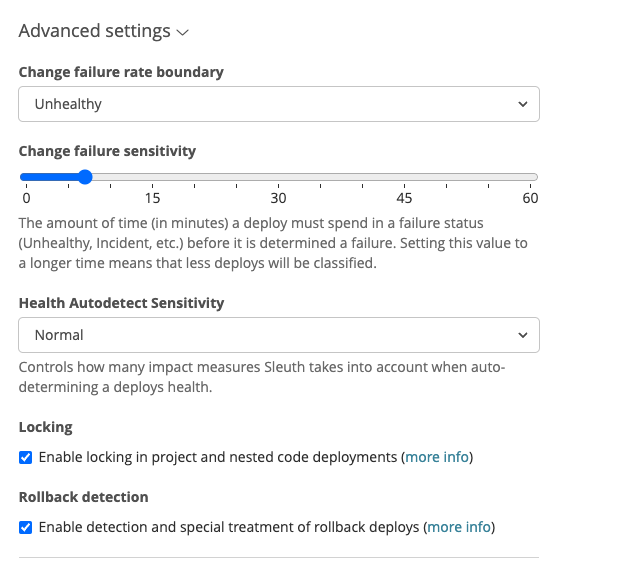 Advanced settings
Change failure rate boundary
Unhealthy
Change failure sensitivity
0 15 30 45 60
The amount of time (in minutes) a deploy must spend in a failure status
(Unhealthy, Incident, etc.) before it is determined a failure. Setting this value to
a longer time means that less deploys will be classified.
Health Autodetect Sensitivity
Normal
Controls how many impact measures Sleuth takes into account when auto-
determining a deploys health.
Locking
Enable locking in project and nested code deployments (more info)
Rollback detection
Enable detection and special treatment of rollback deploys (more info)